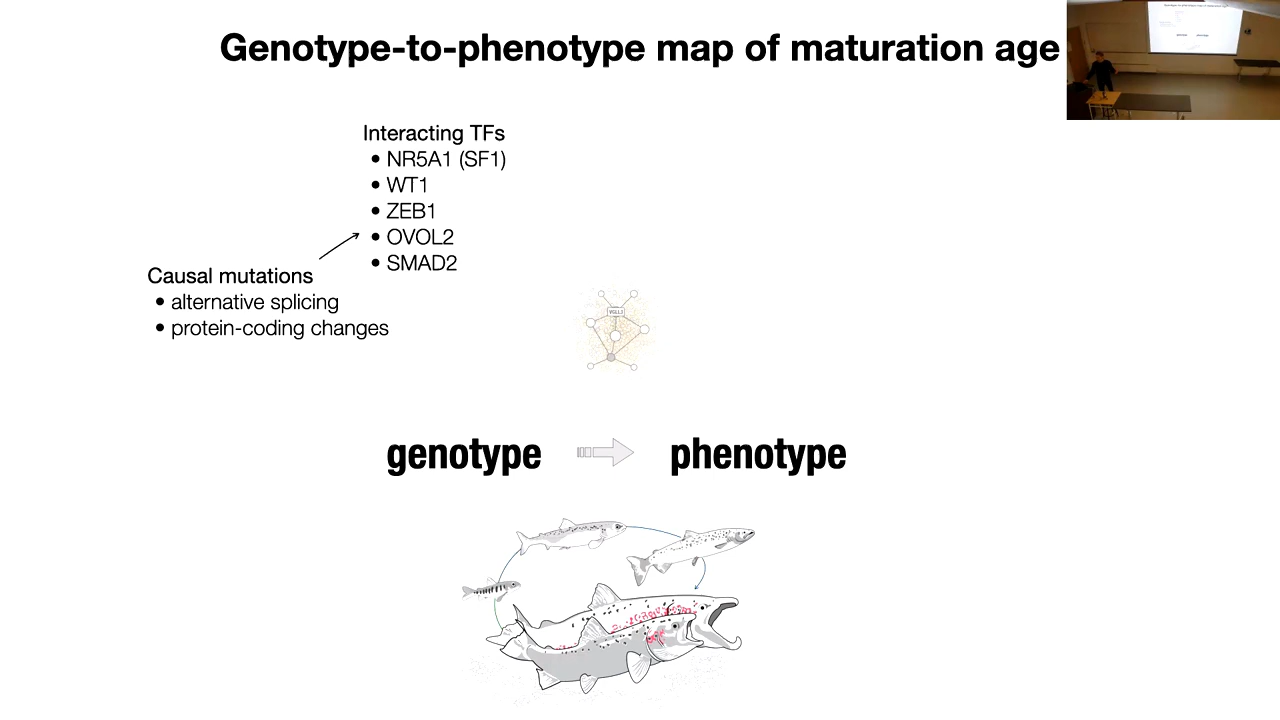 Genotype-to-phenotype map of maturation age
Interacting TFs
• NR5A1 (SF1)
• WT1
• ZEB1
• OVOL2
• SMAD2
Causal mutations
• alternative splicing
• protein-coding changes
VGLL3
genotype
phenotype